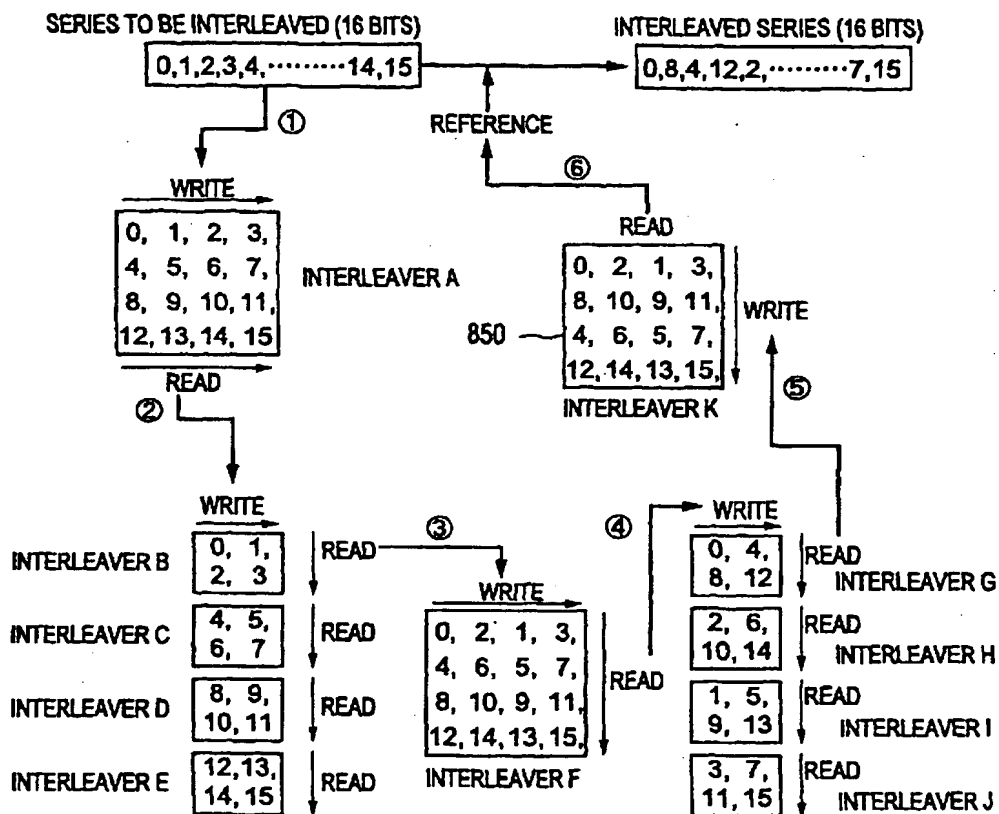 SERIES TO BE INTERLEAVED (16 BITS)
0,1,2,3,4,·········14,15
INTERLEAVED SERIES (16 BITS)
0,8,4,12,2,·········7,15
①
REFERENCE
⑥
WRITE
0, 1, 2, 3,
4, 5, 6, 7,
8, 9, 10, 11,
12, 13, 14, 15
READ
INTERLEAVER A
READ
0, 2, 1, 3,
8, 10, 9, 11,
4, 6, 5, 7,
12, 14, 13, 15,
WRITE
850
INTERLEAVER K
②
⑤
WRITE
INTERLEAVER B
0, 1,
2, 3
READ
③
INTERLEAVER C
4, 5,
6, 7
READ
INTERLEAVER D
8, 9,
10, 11
READ
INTERLEAVER E
12, 13,
14, 15
READ
WRITE
0, 2, 1, 3,
4, 6, 5, 7,
8, 10, 9, 11,
12, 14, 13, 15,
READ
INTERLEAVER F
④
WRITE
0, 4,
8, 12
READ
INTERLEAVER G
2, 6,
10, 14
READ
INTERLEAVER H
1, 5,
9, 13
READ
INTERLEAVER I
3, 7,
11, 15
READ
INTERLEAVER J